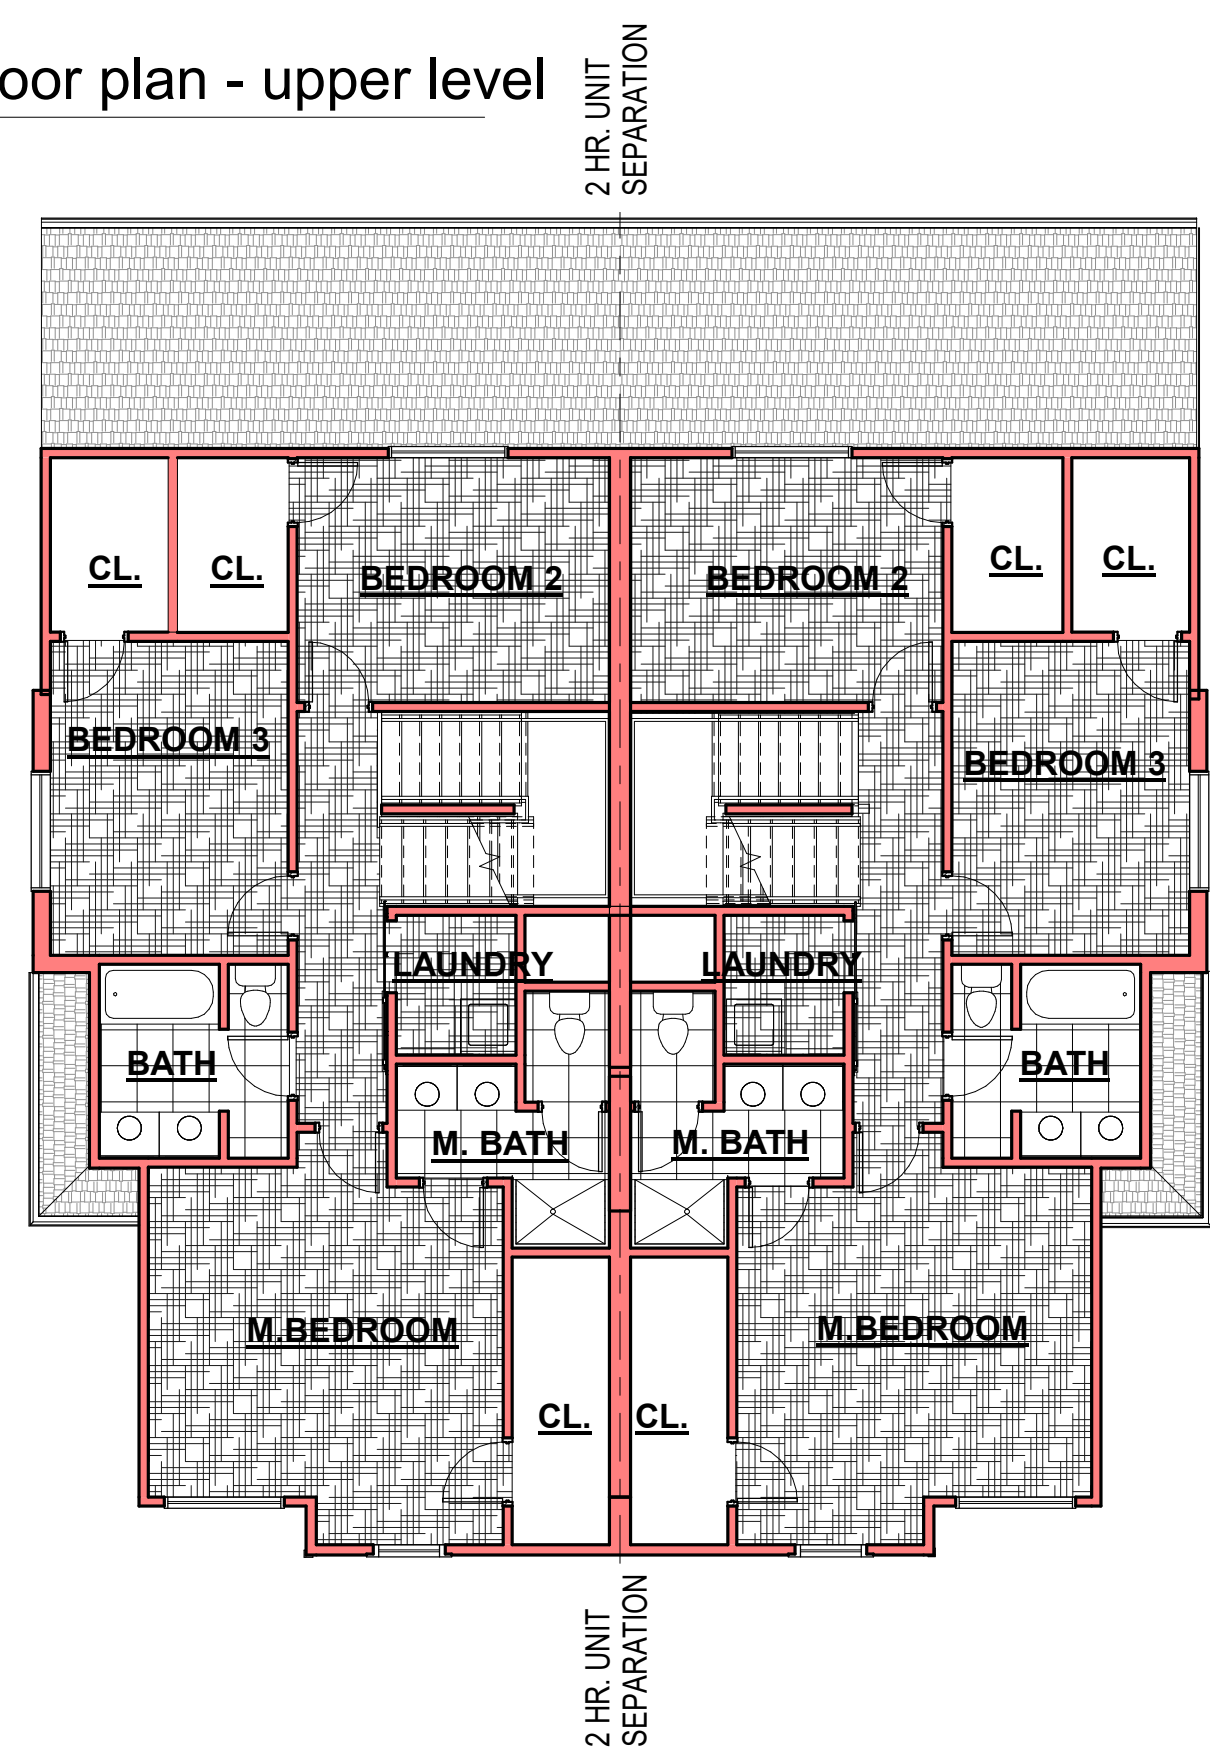 oor plan - upper level
2 HR. UNIT
SEPARATION
CL.
CL.
BEDROOM 2
BEDROOM 2
CL.
CL.
BEDROOM 3
BEDROOM 3
LAUNDRY
LAUNDRY
BATH
BATH
M. BATH
M. BATH
M.BEDROOM
M.BEDROOM
CL.
CL.
2 HR. UNIT
SEPARATION